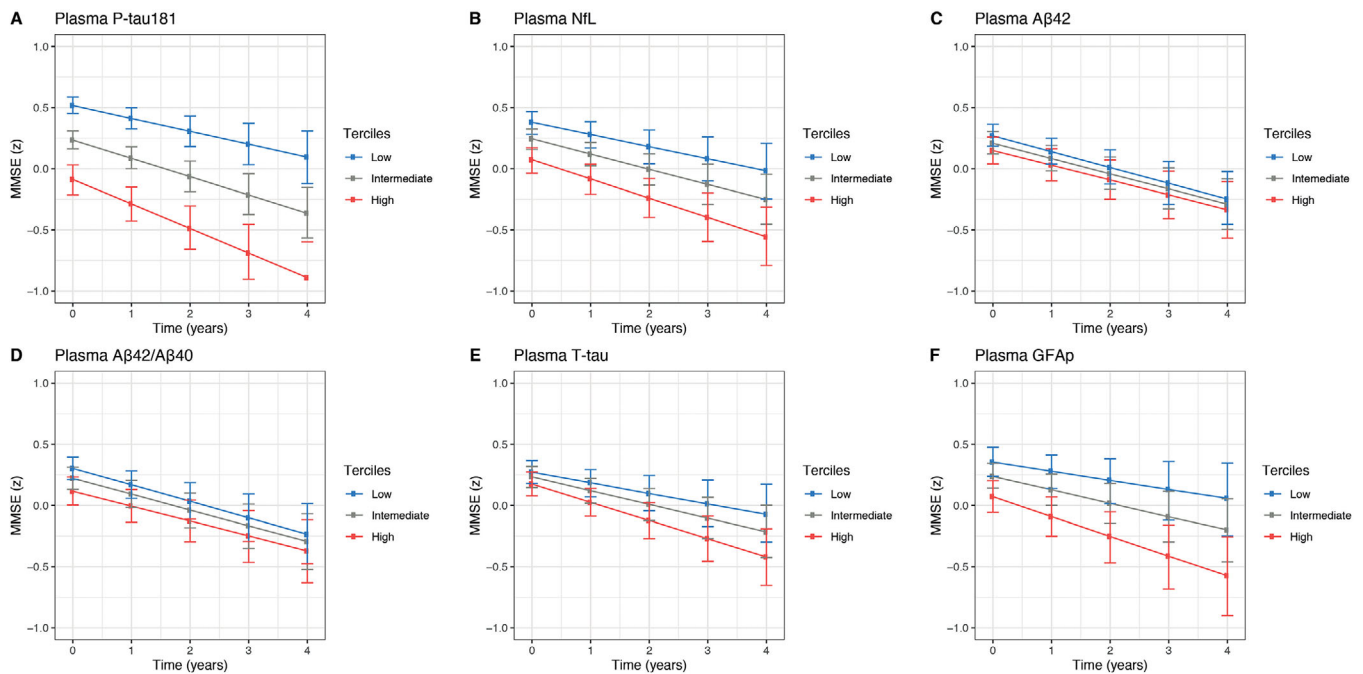 A Plasma P-tau181
MMSE (z)
1.0
0.5
0.0
−0.5
−1.0
0 1 2 3 4
Time (years)
Terciles
Low
Intermediate
High
B Plasma NfL
MMSE (z)
1.0
0.5
0.0
−0.5
−1.0
0 1 2 3 4
Time (years)
Terciles
Low
Intermediate
High
C Plasma Aβ42
MMSE (z)
1.0
0.5
0.0
−0.5
−1.0
0 1 2 3 4
Time (years)
Terciles
Low
Intermediate
High
D Plasma Aβ42/Aβ40
MMSE (z)
1.0
0.5
0.0
−0.5
−1.0
0 1 2 3 4
Time (years)
Terciles
Low
Intermediate
High
E Plasma T-tau
MMSE (z)
1.0
0.5
0.0
−0.5
−1.0
0 1 2 3 4
Time (years)
Terciles
Low
Intermediate
High
F Plasma GFAp
MMSE (z)
1.0
0.5
0.0
−0.5
−1.0
0 1 2 3 4
Time (years)
Terciles
Low
Intermediate
High